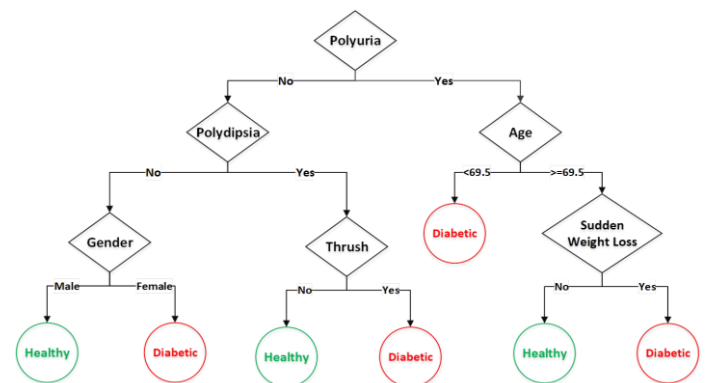 Polyuria
No
Yes
Polydipsia
Age
No
Yes
<69.5
>=69.5
Gender
Thrush
Diabetic
Sudden
Weight Loss
Male
Female
No
Yes
No
Yes
Healthy
Diabetic
Healthy
Diabetic
Healthy
Diabetic